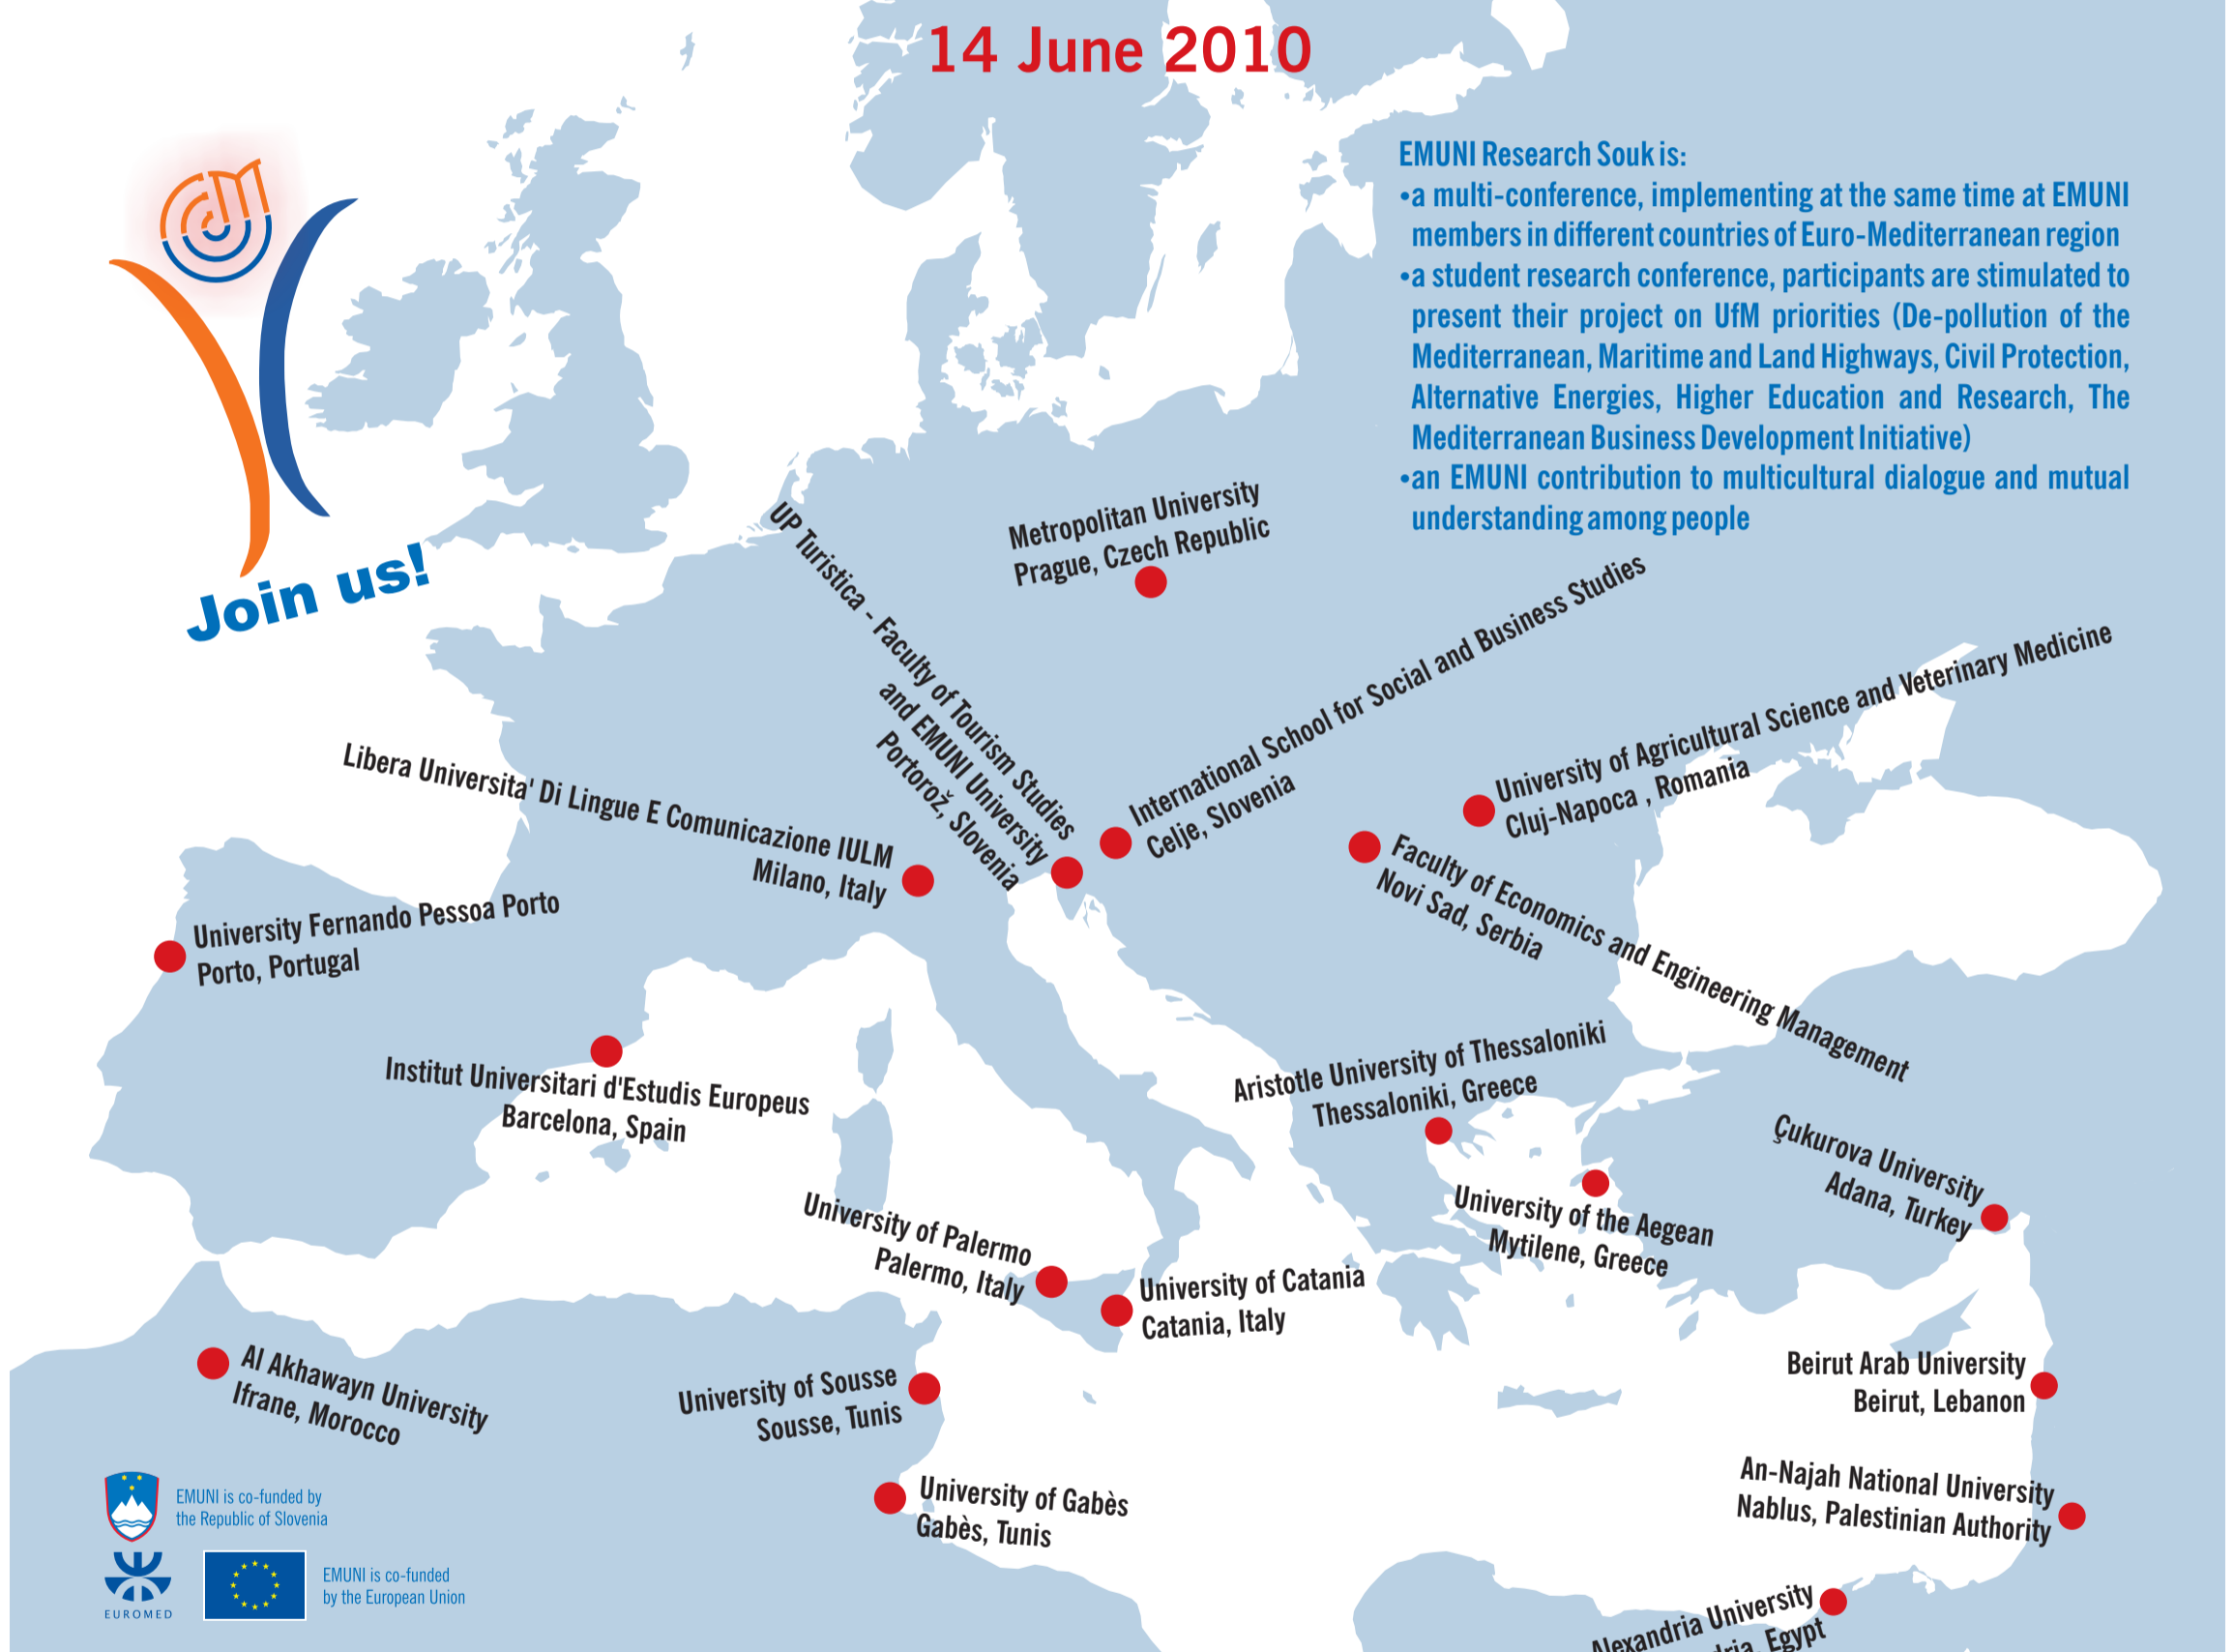 14 June 2010
EMUNI Research Souk is:
•a multi-conference, implementing at the same time at EMUNI
members in different countries of Euro-Mediterranean region
•a student research conference, participants are stimulated to
present their project on UfM priorities (De-pollution of the
Mediterranean, Maritime and Land Highways, Civil Protection,
Alternative Energies, Higher Education and Research, The
Mediterranean Business Development Initiative)
•an EMUNI contribution to multicultural dialogue and mutual
understanding among people
Join us!
Metropolitan University
Prague, Czech Republic
UP Turistica - Faculty of Tourism Studies
and EMUNI University
Portorož, Slovenia
International School for Social and Business Studies
Celje, Slovenia
University of Agricultural Science and Veterinary Medicine
Cluj-Napoca , Romania
Libera Universita' Di Lingue E Comunicazione IULM
Milano, Italy
Faculty of Economics and Engineering Management
Novi Sad, Serbia
University Fernando Pessoa Porto
Porto, Portugal
Institut Universitari d'Estudis Europeus
Barcelona, Spain
Aristotle University of Thessaloniki
Thessaloniki, Greece
Çukurova University
Adana, Turkey
University of the Aegean
Mytilene, Greece
University of Palermo
Palermo, Italy
University of Catania
Catania, Italy
Al Akhawayn University
Ifrane, Morocco
University of Sousse
Sousse, Tunis
Beirut Arab University
Beirut, Lebanon
University of Gabès
Gabès, Tunis
An-Najah National University
Nablus, Palestinian Authority
Alexandria University
Egypt
EMUNI is co-funded by
the Republic of Slovenia
EUROMED
EMUNI is co-funded
by the European Union